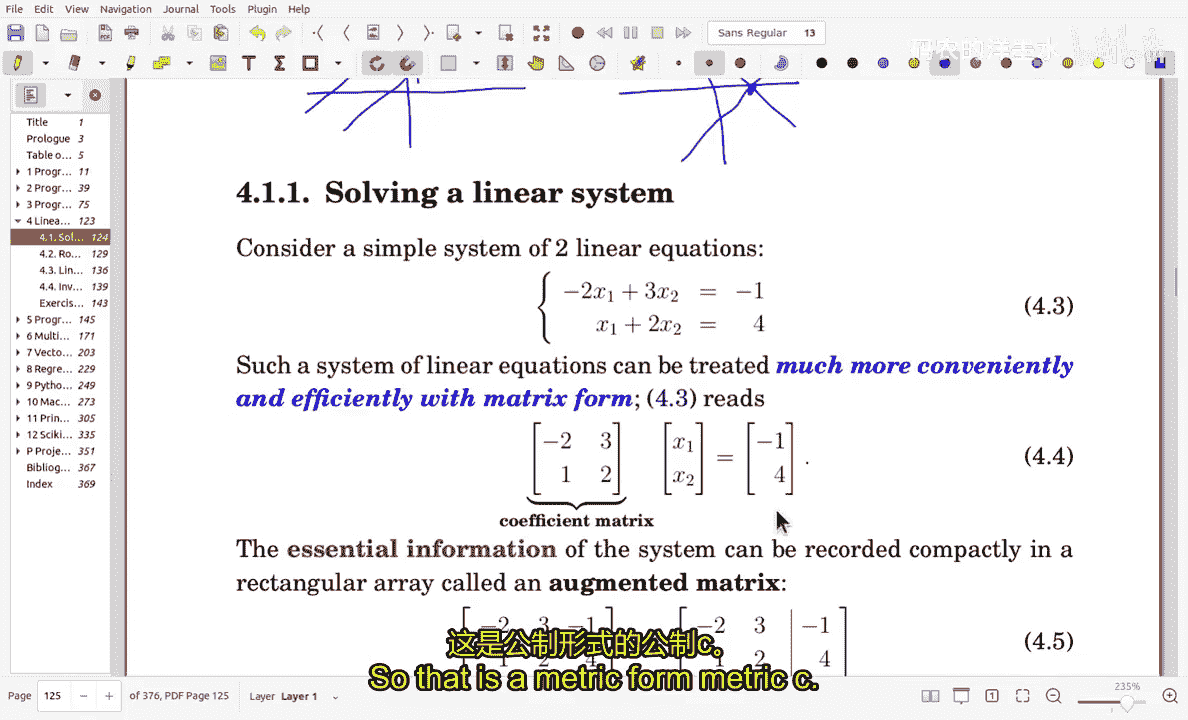 File Edit View Navigation Journal Tools Plugin Help
Sans Regular 13
Title 1
Prologue 3
Table o... 5
1 Progr... 11
2 Progr... 39
3 Progr... 75
4 Linea... 123
4.1. Sol... 124
4.2. Ro... 129
4.3. Lin... 136
4.4. Inv... 139
Exercis... 143
5 Progr... 145
6 Multi... 171
7 Vecto... 203
8 Regre... 229
9 Pytho... 249
10 Mac... 273
11 Prin... 305
12 Sciki... 335
P Proje... 351
Bibliog... 367
Index 369
4.1.1. Solving a linear system
Consider a simple system of 2 linear equations:
−2x₁ + 3x₂ = −1
x₁ + 2x₂ = 4
(4.3)
Such a system of linear equations can be treated much more conveniently
and efficiently with matrix form; (4.3) reads
−2 3 x₁ = −1
1 2 x₂ 4 .
(4.4)
coefficient matrix
The essential information of the system can be recorded compactly in a
rectangular array called an augmented matrix:
−2 3 −1 −2 3 −1
2 4
(4.5)
这是公制形式的公制c。
So that is a metric form metric c.
Page 125 of 376, PDF Page 125 Layer Layer 1 235%